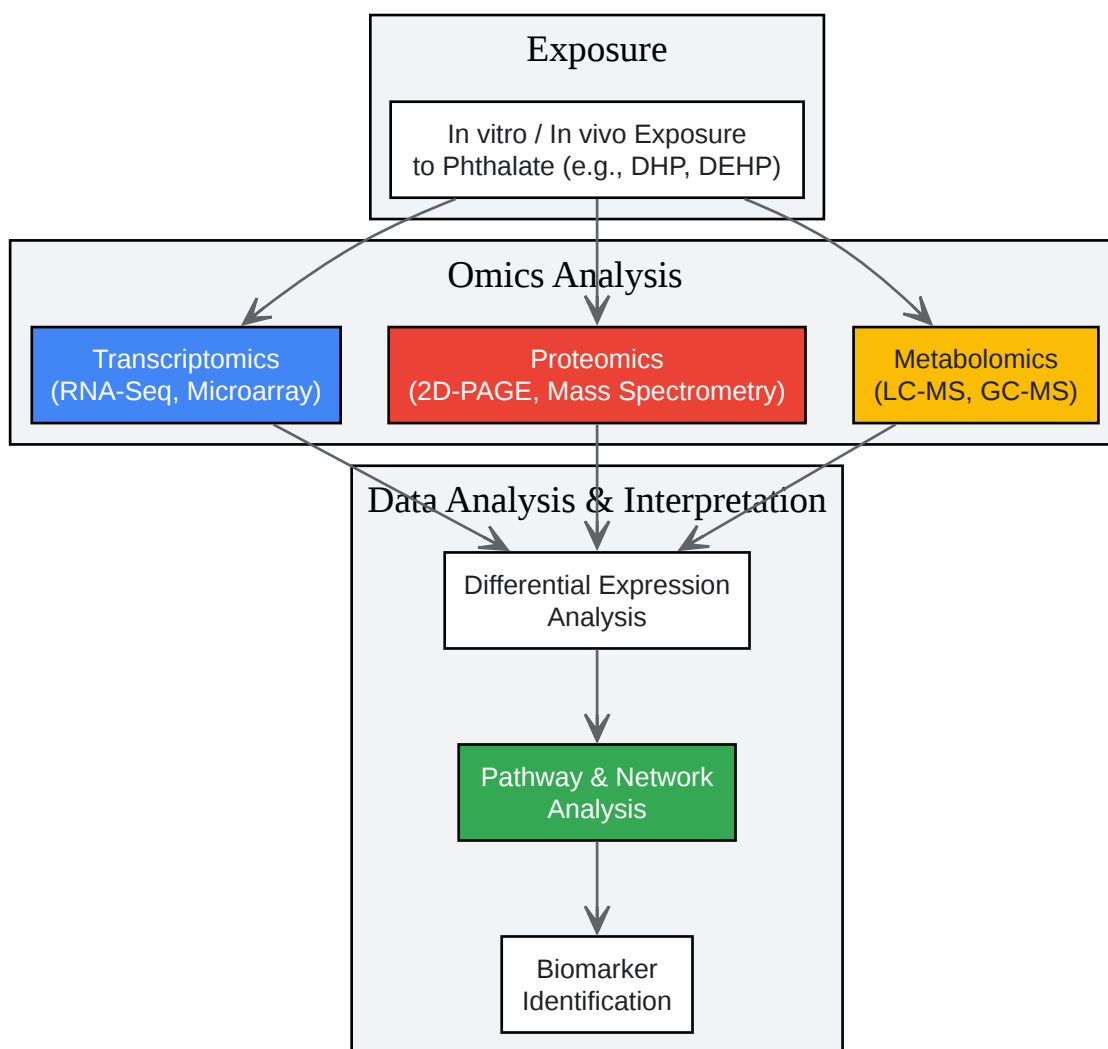 Exposure
In vitro / In vivo Exposure
to Phthalate (e.g., DHP, DEHP)
Omics Analysis
Transcriptomics
(RNA-Seq, Microarray)
Proteomics
(2D-PAGE, Mass Spectrometry)
Metabolomics
(LC-MS, GC-MS)
Data Analysis & Interpretation
Differential Expression
Analysis
Pathway & Network
Analysis
Biomarker
Identification